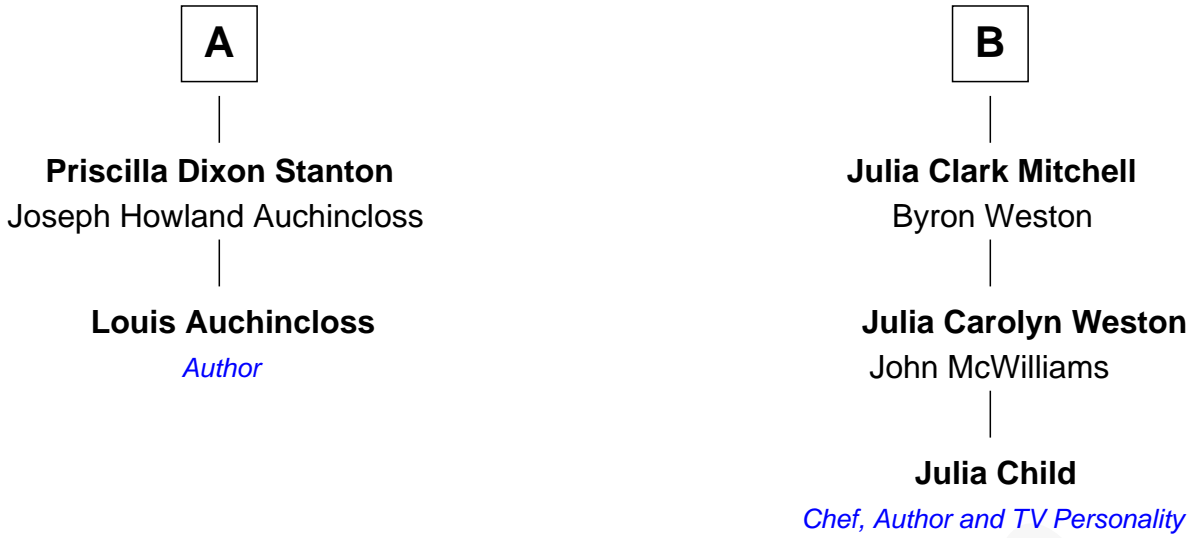 A
Priscilla Dixon Stanton
Joseph Howland Auchincloss
Louis Auchincloss
Author
B
Julia Clark Mitchell
Byron Weston
Julia Carolyn Weston
John McWilliams
Julia Child
Chef, Author and TV Personality